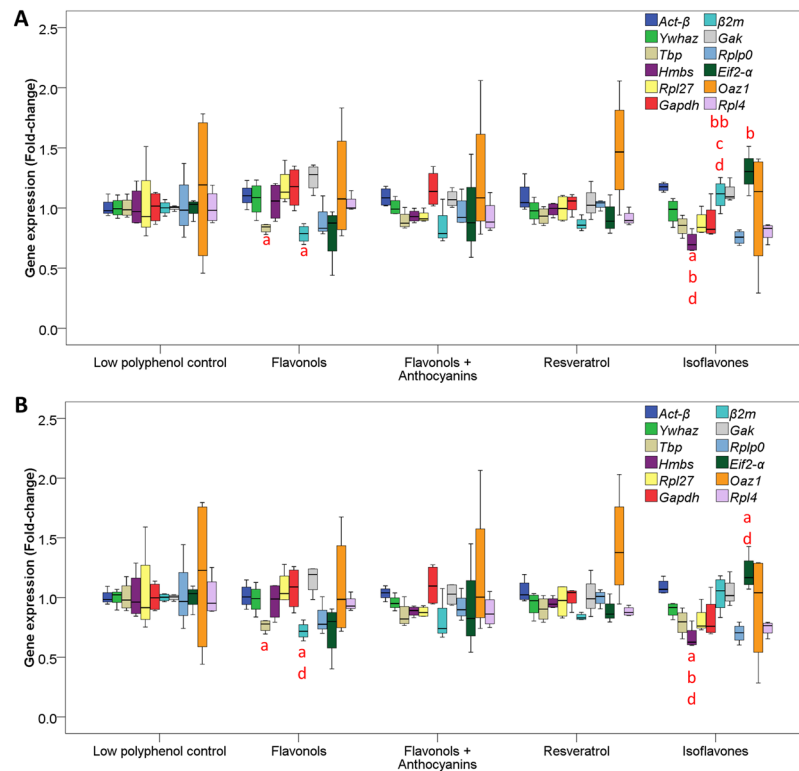 A
2.5
2.0
1.5
1.0
0.5
0.0
Gene expression (Fold-change)
Act-β β2m
Ywhaz Gak
Tbp Rplp0
Hmbs Eif2-α
Rpl27 Oaz1
Gapdh Rpl4
bb b
c
d
a
a
a
b
d
Low polyphenol control Flavonols Flavonols + Resveratrol Isoflavones
Anthocyanins
B
2.5
2.0
1.5
1.0
0.5
0.0
Gene expression (Fold-change)
Act-β β2m
Ywhaz Gak
Tbp Rplp0
Hmbs Eif2-α
Rpl27 Oaz1
Gapdh Rpl4
a
d
a
a
d
a
b
d
Low polyphenol control Flavonols Flavonols + Resveratrol Isoflavones
Anthocyanins